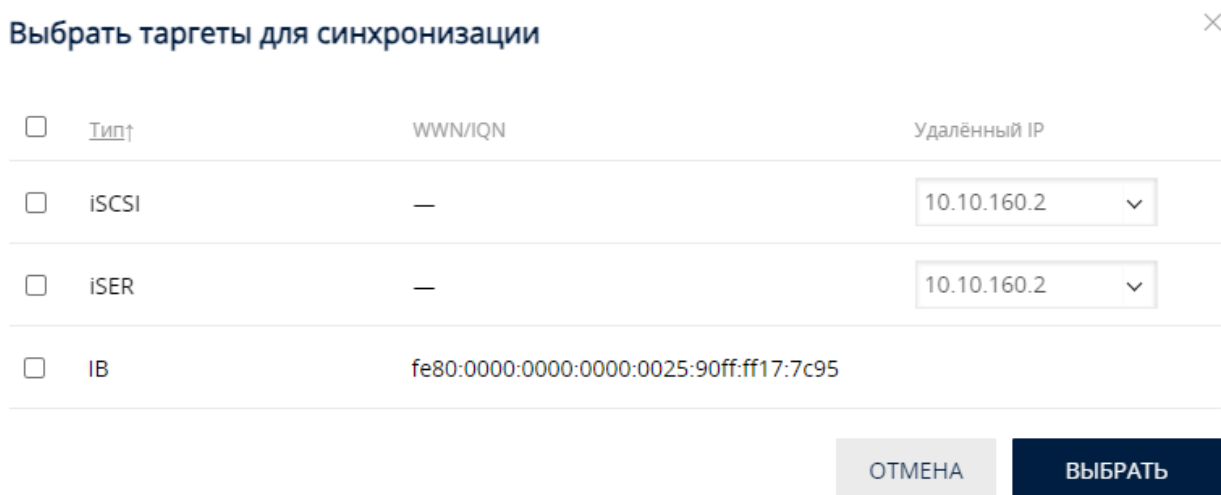 Выбрать таргеты для синхронизации
Тип↑ WWN/IQN Удалённый IP
iSCSI — 10.10.160.2
iSER — 10.10.160.2
IB fe80:0000:0000:0000:0025:90ff:ff17:7c95
ОТМЕНА ВЫБРАТЬ